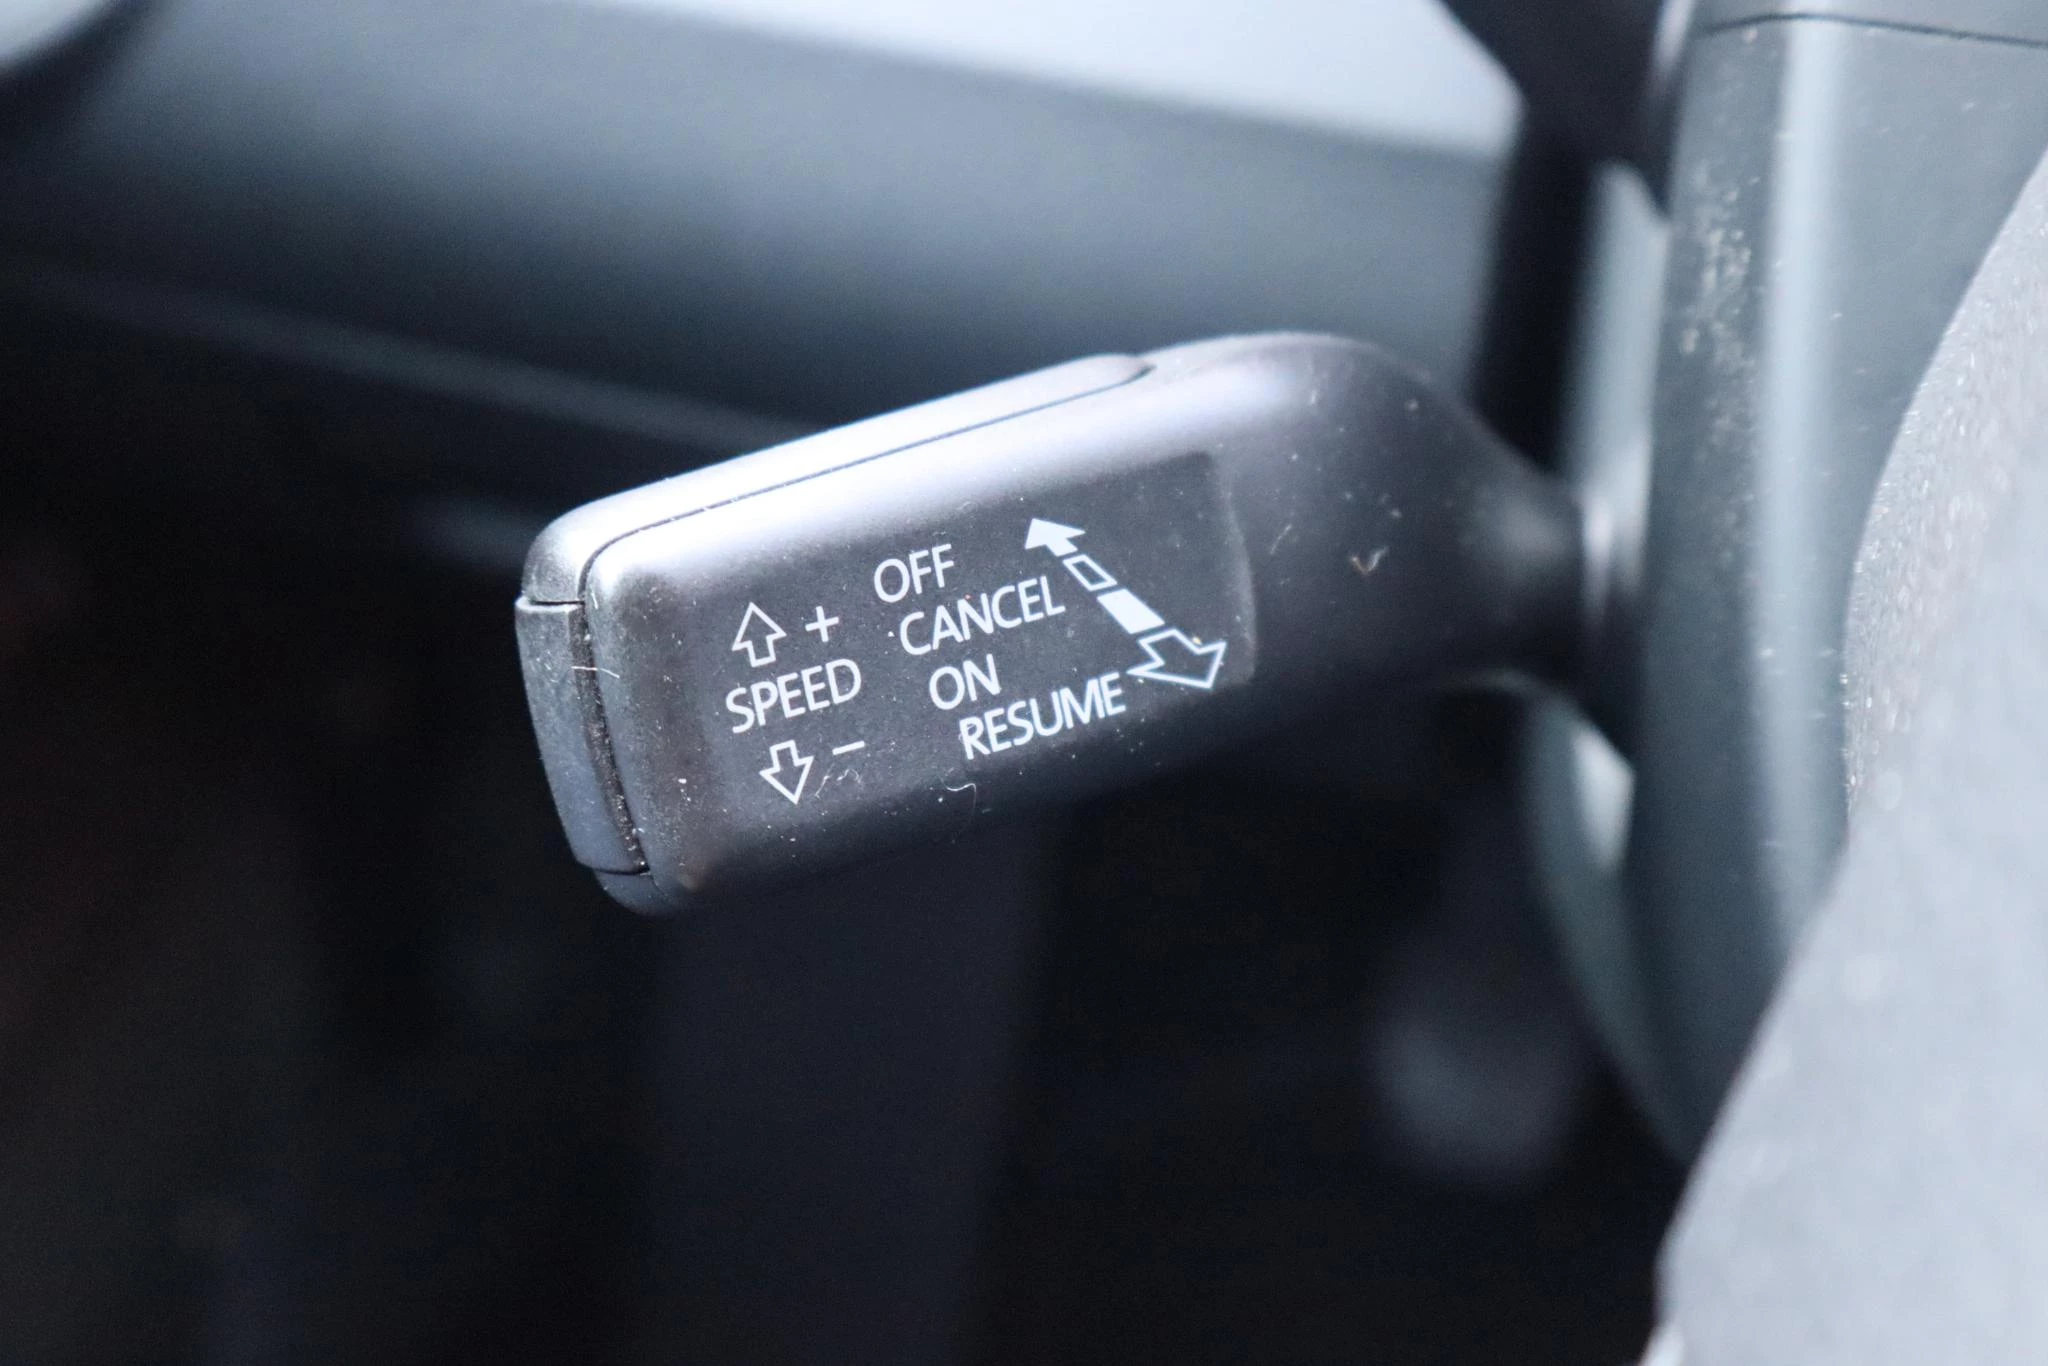 +
SPEED
−
OFF
CANCEL
ON
RESUME